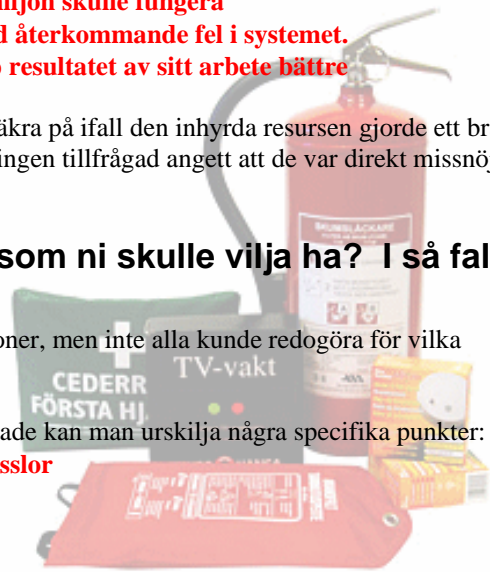 miljön skulle fungera
d återkommande fel i systemet.
resultatet av sitt arbete bättre
äkra på ifall den inhyrda resursen gjorde ett br
ingen tillfrågad angett att de var direkt missnöj
SKUMSLÄCKARE
som ni skulle vilja ha? I så fal
oner, men inte alla kunde redogöra för vilka
TV-vakt
CEDERR
FÖRSTA HJ
ade kan man urskilja några specifika punkter:
sslor